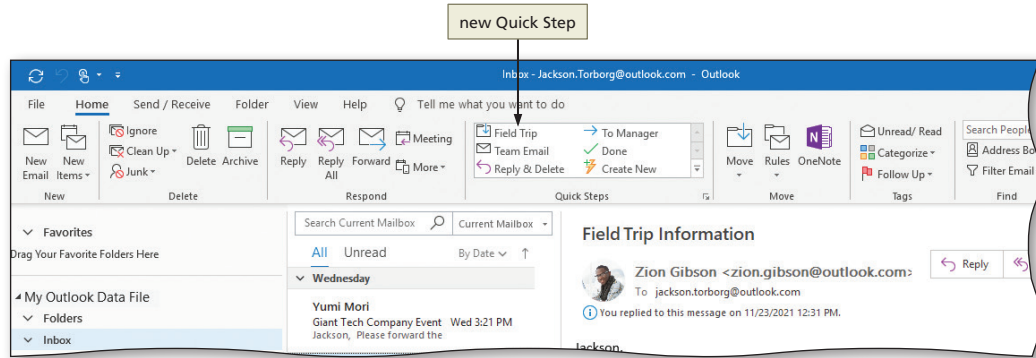 new Quick Step
Inbox - Jackson.Torborg@outlook.com - Outlook
File Home Send / Receive Folder View Help Tell me what you want to do
New Email
New Items
New
Ignore
Clean Up
Junk
Delete Archive
Delete
Reply
Reply All
Forward
Meeting
More
Respond
Field Trip
Team Email
Reply & Delete
To Manager
Done
Create New
Quick Steps
Move
Rules
OneNote
Move
Unread/ Read
Categorize
Follow Up
Tags
Search People
Address Bo
Filter Email
Find
Favorites
Drag Your Favorite Folders Here
My Outlook Data File
Folders
Inbox
Search Current Mailbox Current Mailbox
All Unread By Date
Wednesday
Yumi Mori
Giant Tech Company Event Wed 3:21 PM
Jackson, Please forward the
Field Trip Information
Zion Gibson <zion.gibson@outlook.com>
To jackson.torborg@outlook.com
You replied to this message on 11/23/2021 12:31 PM.
Reply
Jackson,